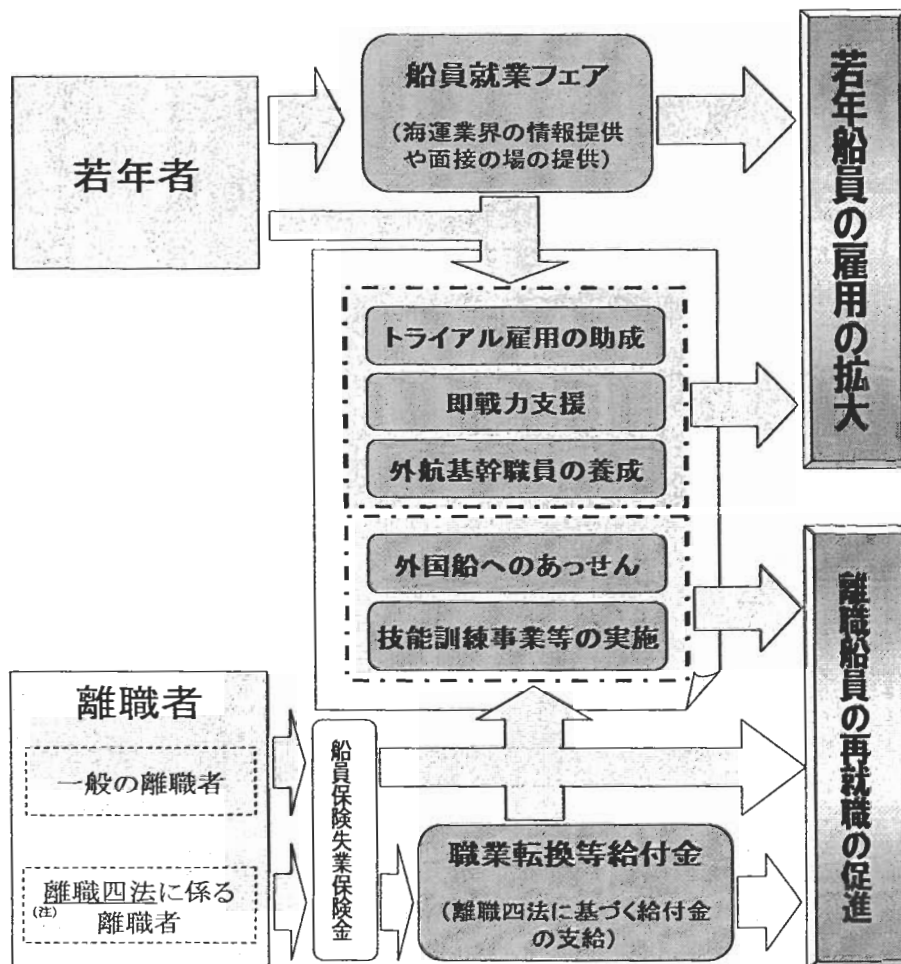 船員就業フェア
(海運業界の情報提供
や面接の場の提供)
若年者
若年船員の雇用の拡大
トライアル雇用の助成
即戦力支援
外航基幹職員の養成
外国船へのあっせん
技能訓練事業等の実施
離職船員の再就職の促進
離職者
一般の離職者
離職四法に係る
(注)
離職者
船員保険失業保険金
職業転換等給付金
(離職四法に基づく給付金
の支給)